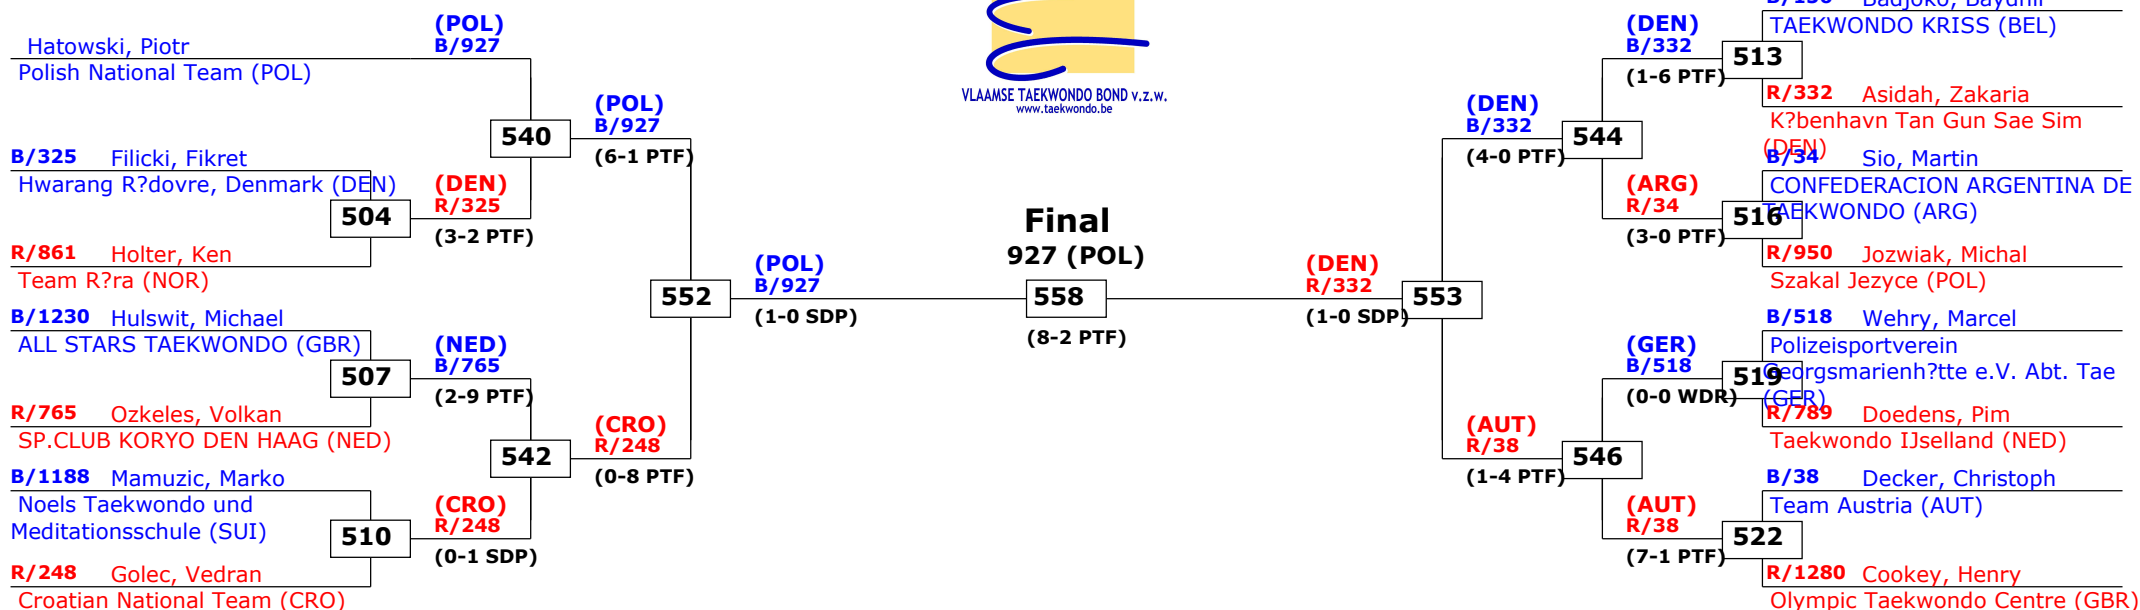 (POL)
B/927
Hatowski, Piotr
Polish National Team (POL)
540
(POL)
B/927
(6-1 PTF)
B/325 Filicki, Fikret
Hwarang R?dovre, Denmark (DEN)
504
(DEN)
R/325
(3-2 PTF)
R/861 Holter, Ken
Team R?ra (NOR)
552
(POL)
B/927
(1-0 SDP)
B/1230 Hulswit, Michael
ALL STARS TAEKWONDO (GBR)
507
(NED)
B/765
(2-9 PTF)
R/765 Ozkeles, Volkan
SP.CLUB KORYO DEN HAAG (NED)
542
(CRO)
R/248
(0-8 PTF)
B/1188 Mamuzic, Marko
Noels Taekwondo und
Meditationsschule (SUI)
510
(CRO)
R/248
(0-1 SDP)
R/248 Golec, Vedran
Croatian National Team (CRO)
VLAAMSE TAEKWONDO BOND v.z.w.
www.taekwondo.be
Final
927 (POL)
558
(8-2 PTF)
(DEN)
R/332
(1-0 SDP)
553
(DEN)
B/332
(4-0 PTF)
544
(DEN)
B/332
(1-6 PTF)
513
TAEKWONDO KRISS (BEL)
R/332 Asidah, Zakaria
K?benhavn Tan Gun Sae Sim
(DEN)
B/34 Sio, Martin
CONFEDERACION ARGENTINA DE
TAEKWONDO (ARG)
(ARG)
R/34
(3-0 PTF)
516
R/950 Jozwiak, Michal
Szakal Jezyce (POL)
B/518 Wehry, Marcel
Polizeisportverein
Georgsmarienh?tte e.V. Abt. Tae
(GER)
(GER)
B/518
(0-0 WDR)
519
R/789 Doedens, Pim
Taekwondo IJselland (NED)
(AUT)
R/38
(1-4 PTF)
546
B/38 Decker, Christoph
Team Austria (AUT)
(AUT)
R/38
(7-1 PTF)
522
R/1280 Cookey, Henry
Olympic Taekwondo Centre (GBR)